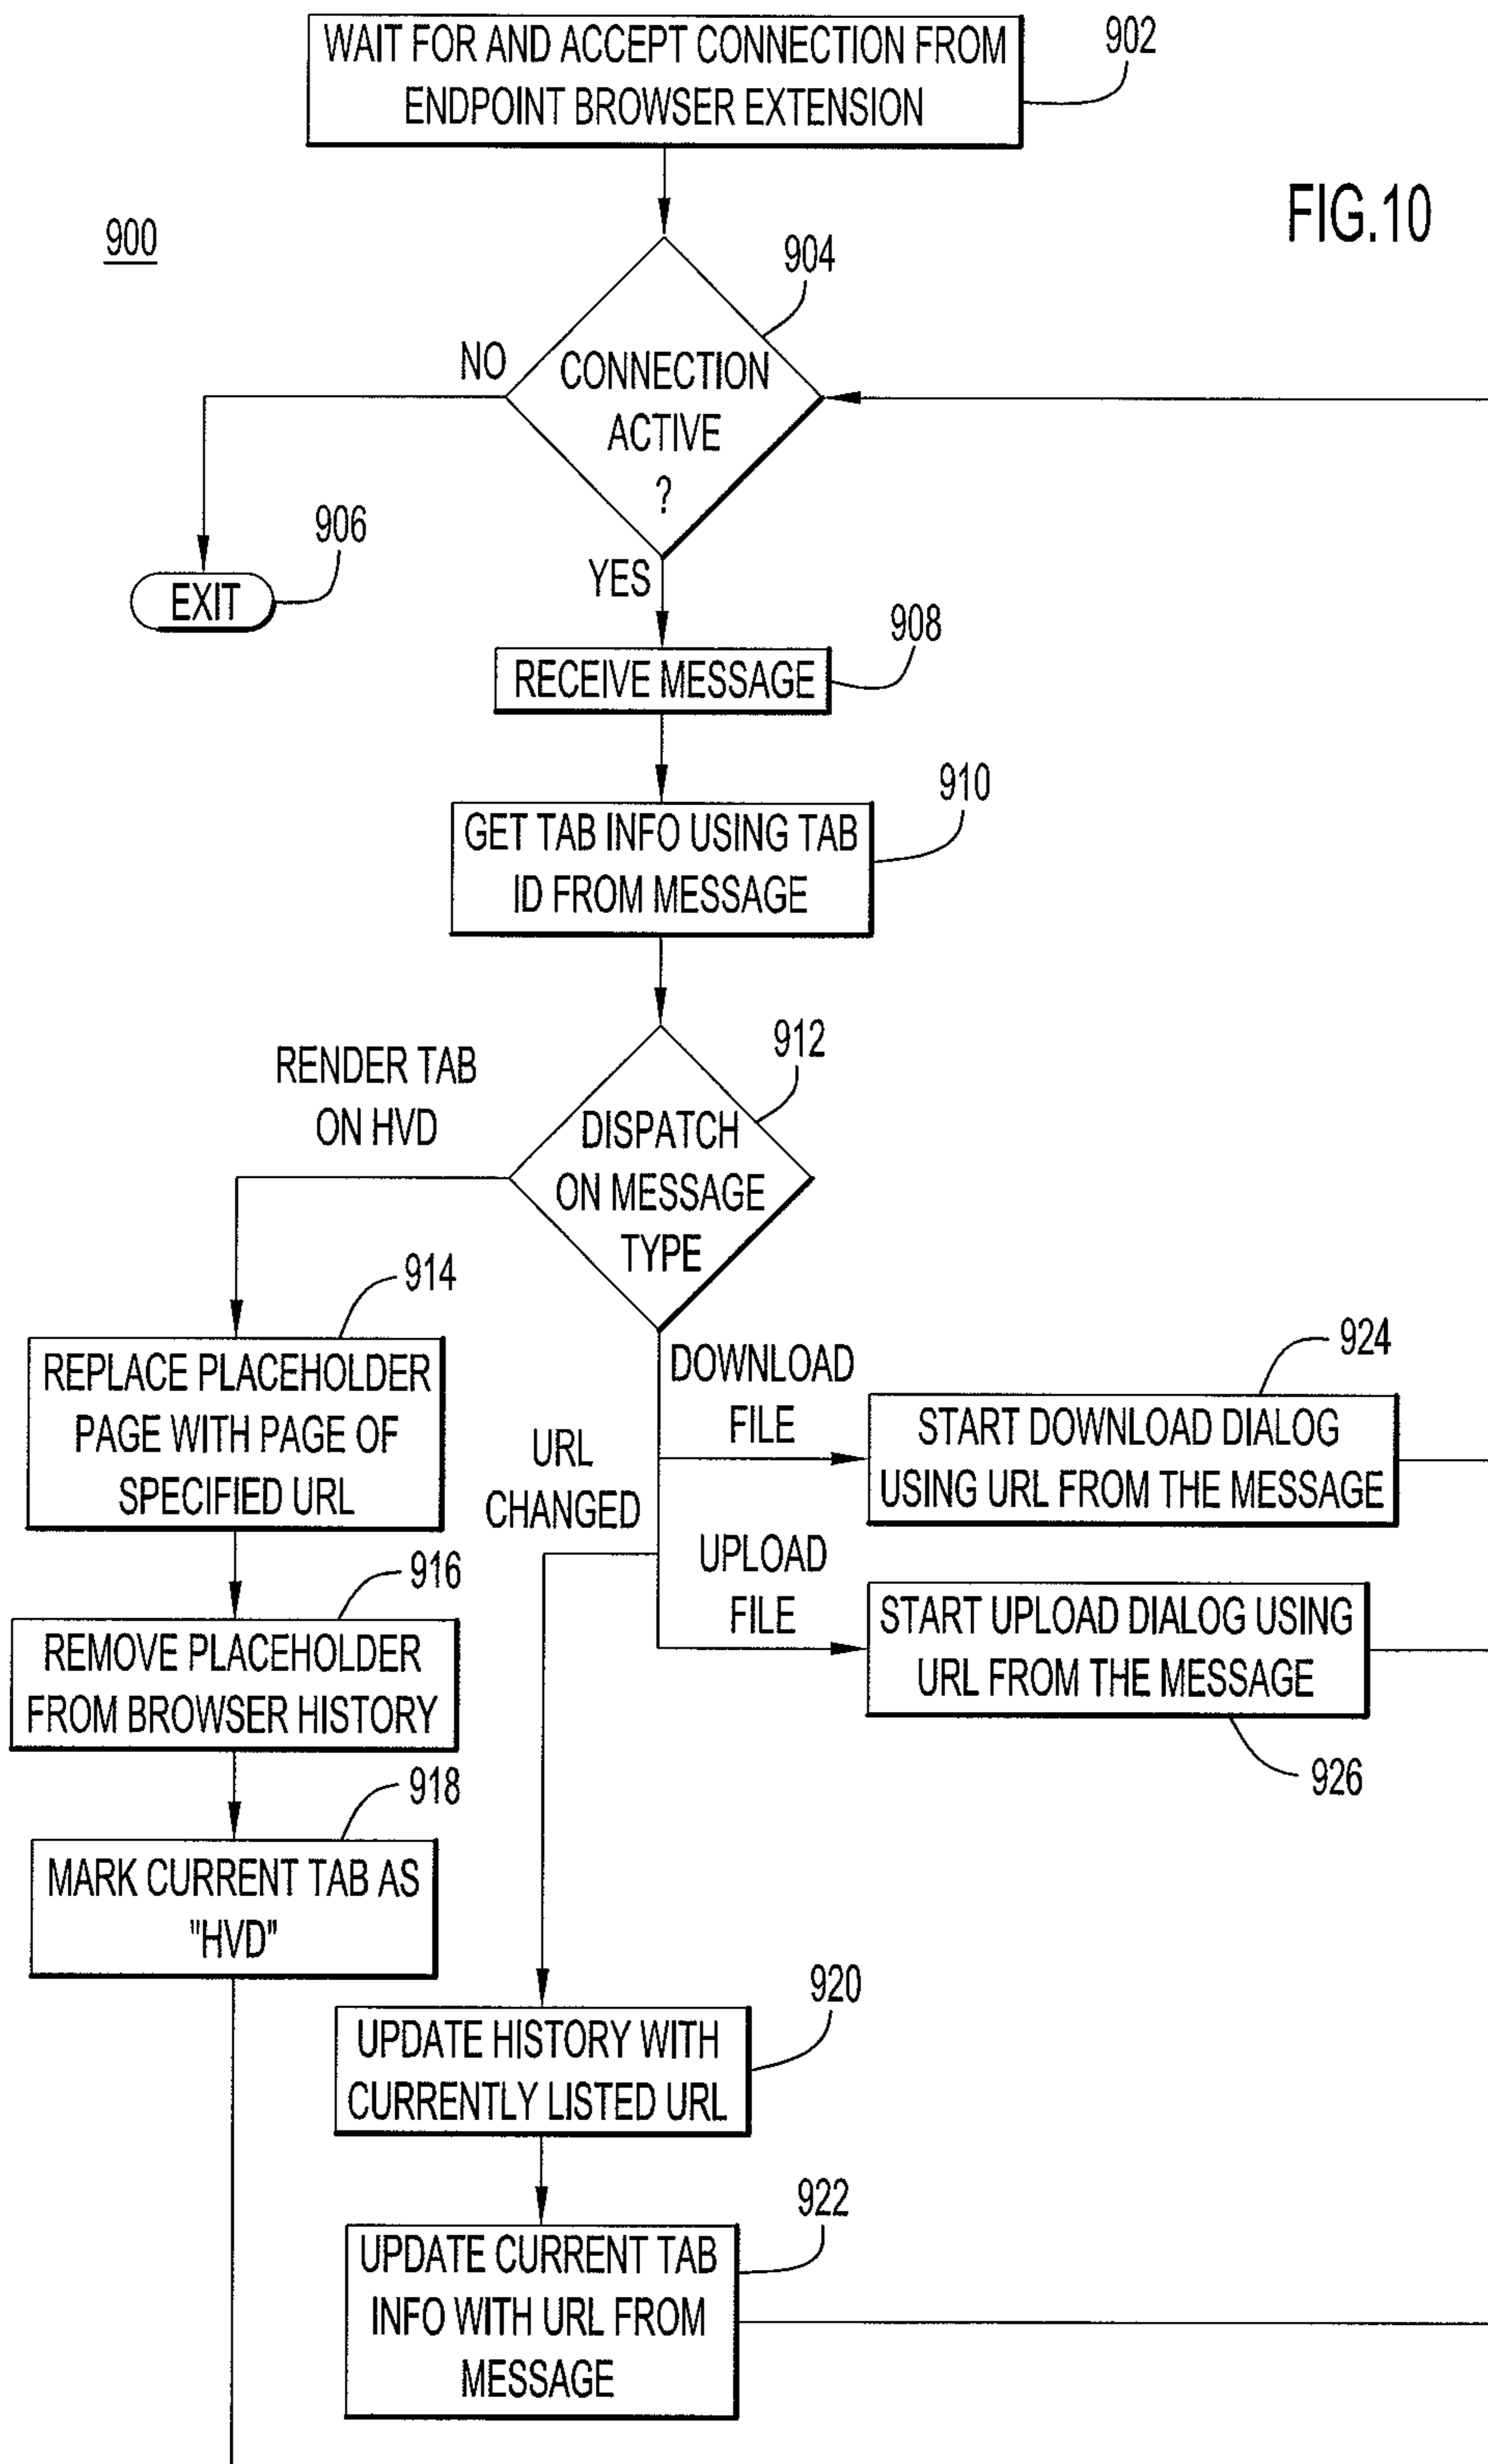 WAIT FOR AND ACCEPT CONNECTION FROM
ENDPOINT BROWSER EXTENSION
902
FIG.10
900
904
NO
CONNECTION
ACTIVE
?
906
EXIT
YES
908
RECEIVE MESSAGE
910
GET TAB INFO USING TAB
ID FROM MESSAGE
912
RENDER TAB
ON HVD
DISPATCH
ON MESSAGE
TYPE
914
REPLACE PLACEHOLDER
PAGE WITH PAGE OF
SPECIFIED URL
916
REMOVE PLACEHOLDER
FROM BROWSER HISTORY
918
MARK CURRENT TAB AS
"HVD"
URL
CHANGED
DOWNLOAD
FILE
924
START DOWNLOAD DIALOG
USING URL FROM THE MESSAGE
UPLOAD
FILE
START UPLOAD DIALOG USING
URL FROM THE MESSAGE
926
920
UPDATE HISTORY WITH
CURRENTLY LISTED URL
922
UPDATE CURRENT TAB
INFO WITH URL FROM
MESSAGE